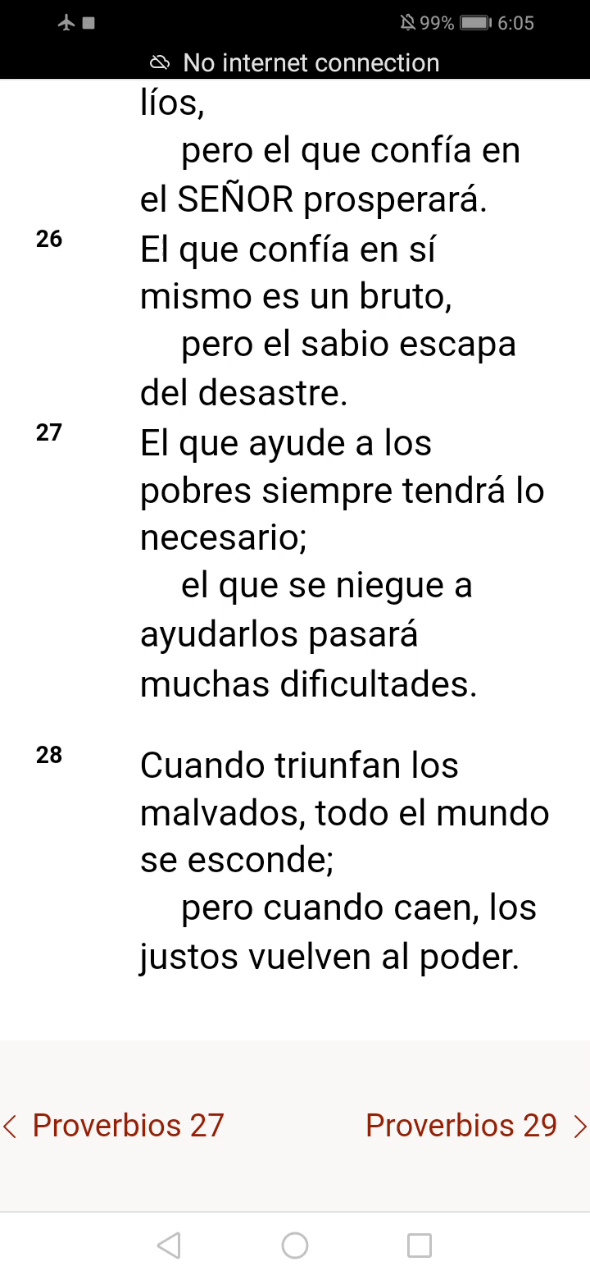 99% 6:05
No internet connection
líos,
pero el que confía en
el SEÑOR prosperará.
26 El que confía en sí
mismo es un bruto,
pero el sabio escapa
del desastre.
27 El que ayude a los
pobres siempre tendrá lo
necesario;
el que se niegue a
ayudarlos pasará
muchas dificultades.
28 Cuando triunfan los
malvados, todo el mundo
se esconde;
pero cuando caen, los
justos vuelven al poder.
< Proverbios 27 Proverbios 29 >